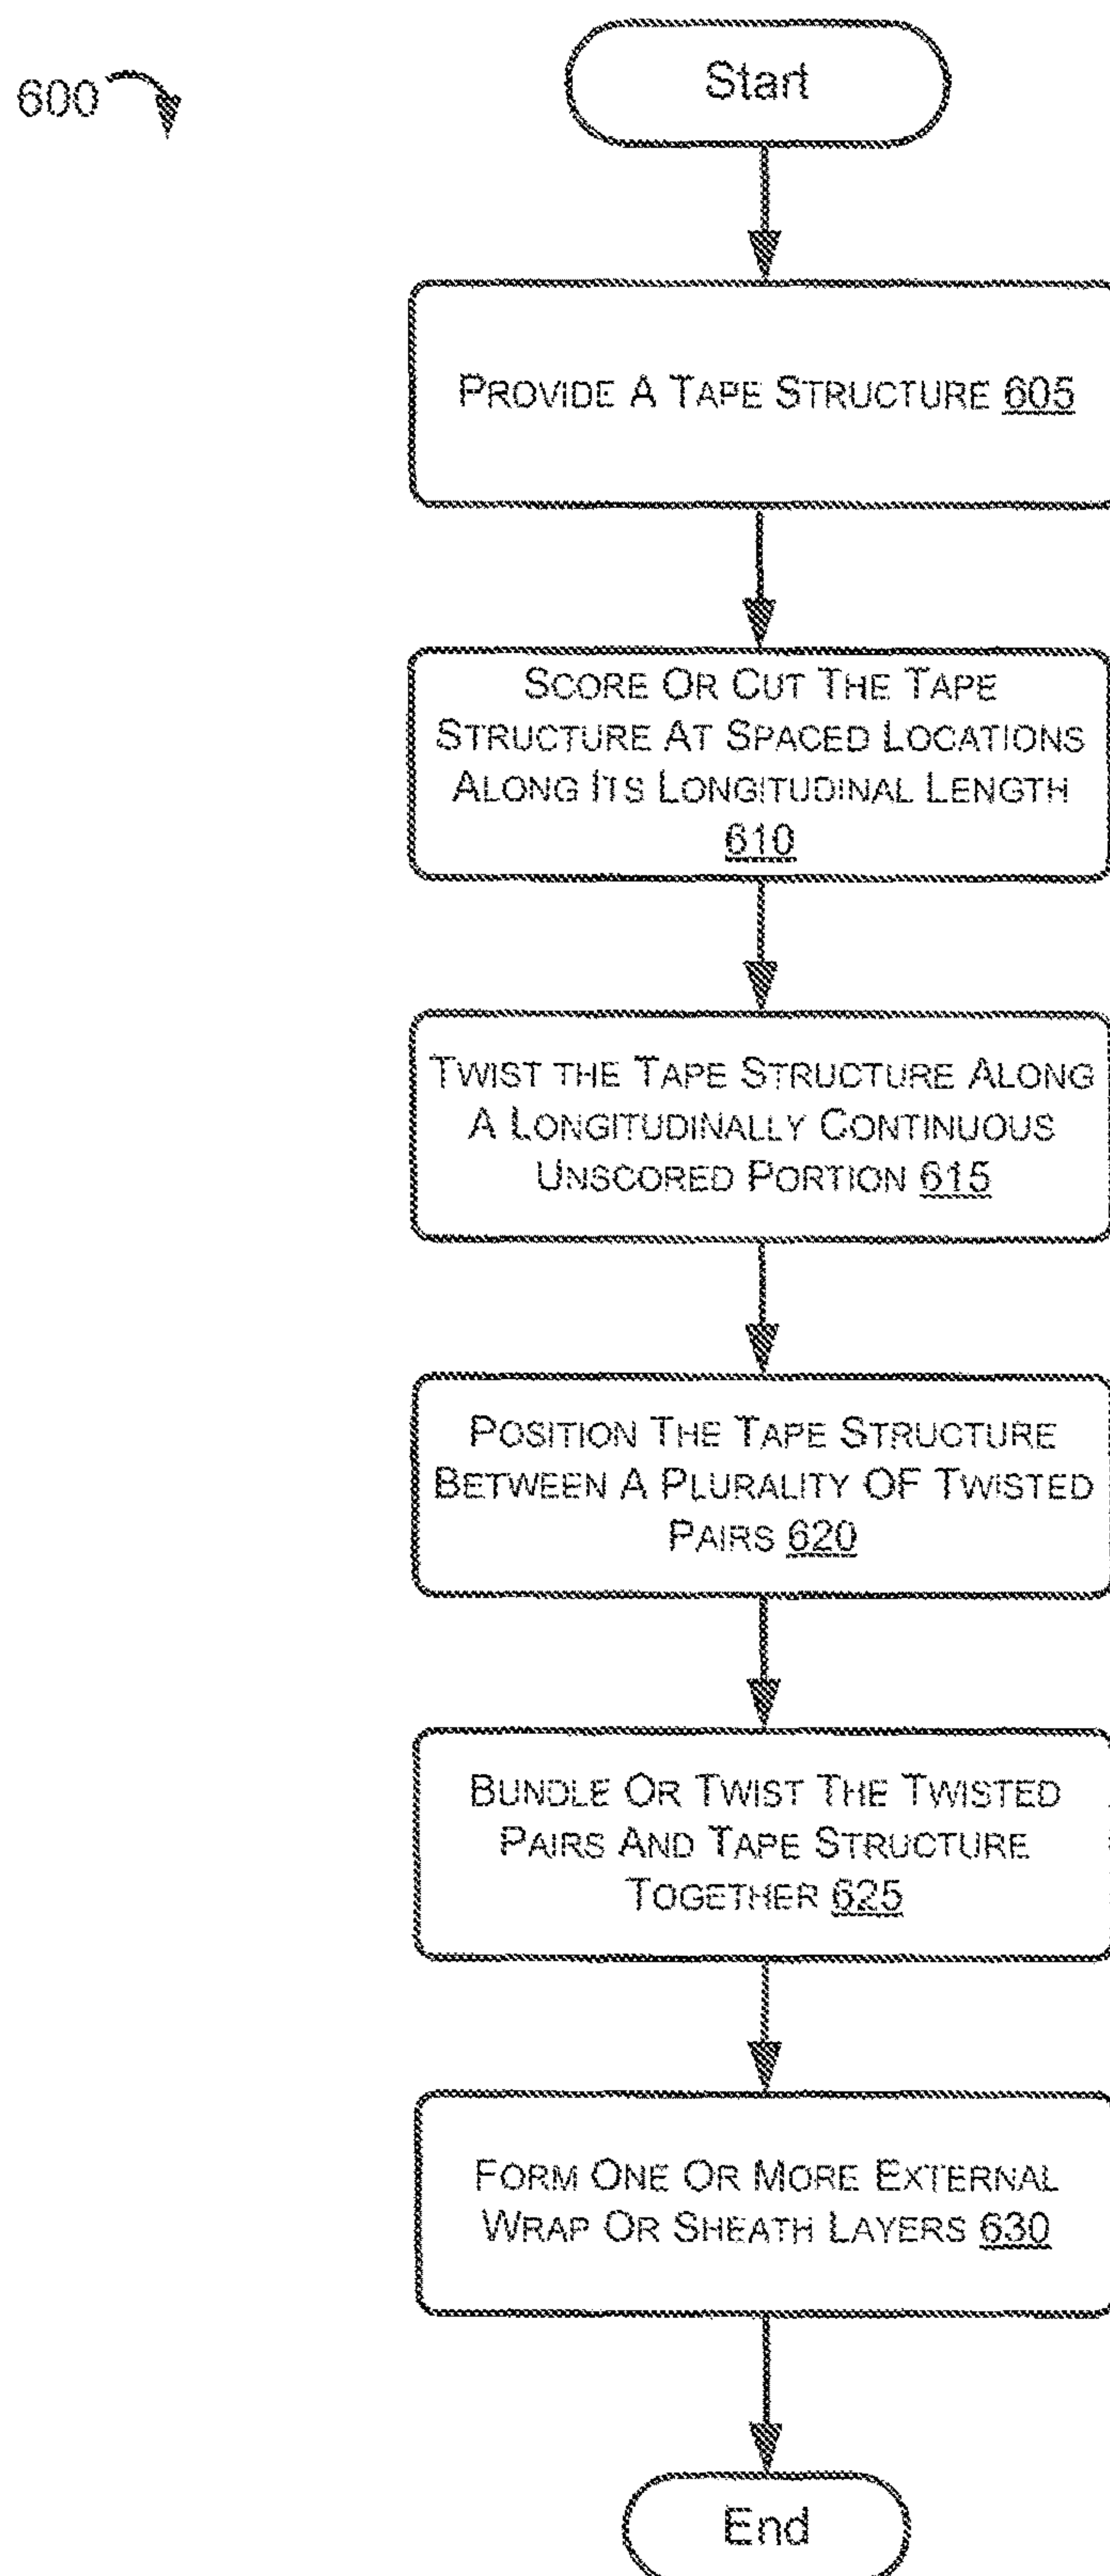 600
Start
PROVIDE A TAPE STRUCTURE 605
SCORE OR CUT THE TAPE
STRUCTURE AT SPACED LOCATIONS
ALONG ITS LONGITUDINAL LENGTH
610
TWIST THE TAPE STRUCTURE ALONG
A LONGITUDINALLY CONTINUOUS
UNSCORED PORTION 615
POSITION THE TAPE STRUCTURE
BETWEEN A PLURALITY OF TWISTED
PAIRS 620
BUNDLE OR TWIST THE TWISTED
PAIRS AND TAPE STRUCTURE
TOGETHER 625
FORM ONE OR MORE EXTERNAL
WRAP OR SHEATH LAYERS 630
End